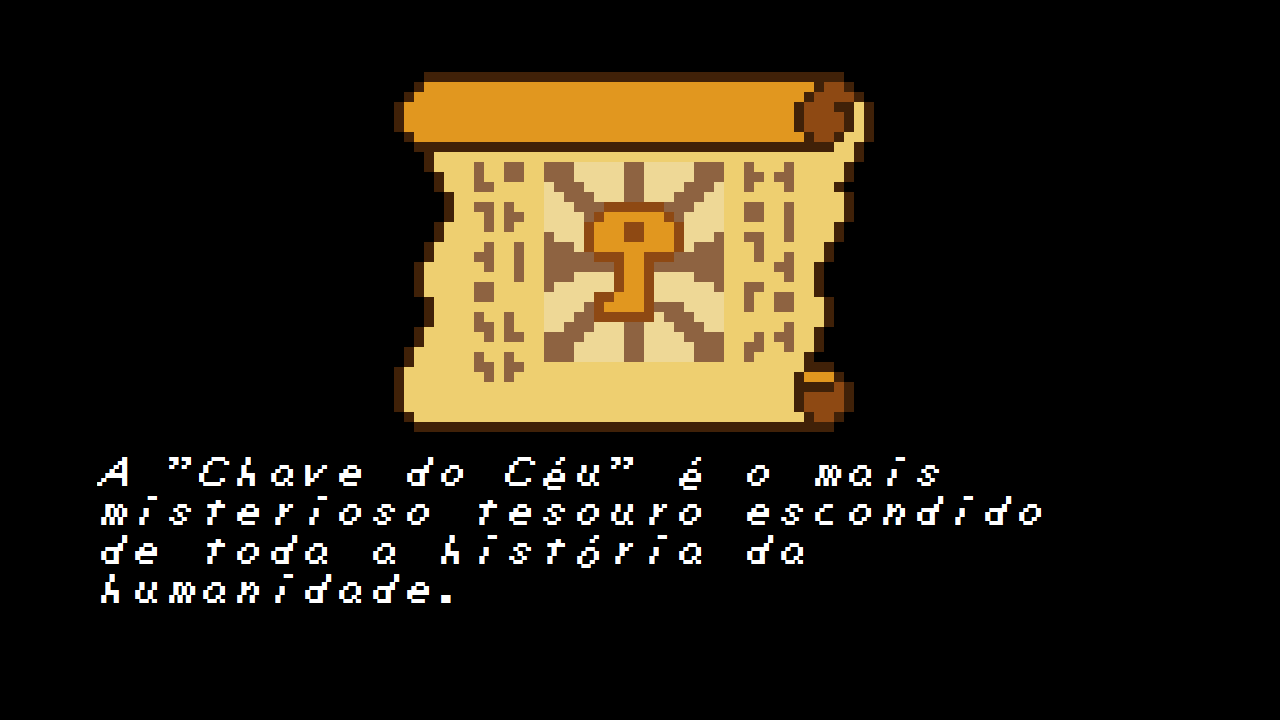 A ”Chave do Céu” é o mais
misterioso tesouro escondido
de toda a história da
humanidade.